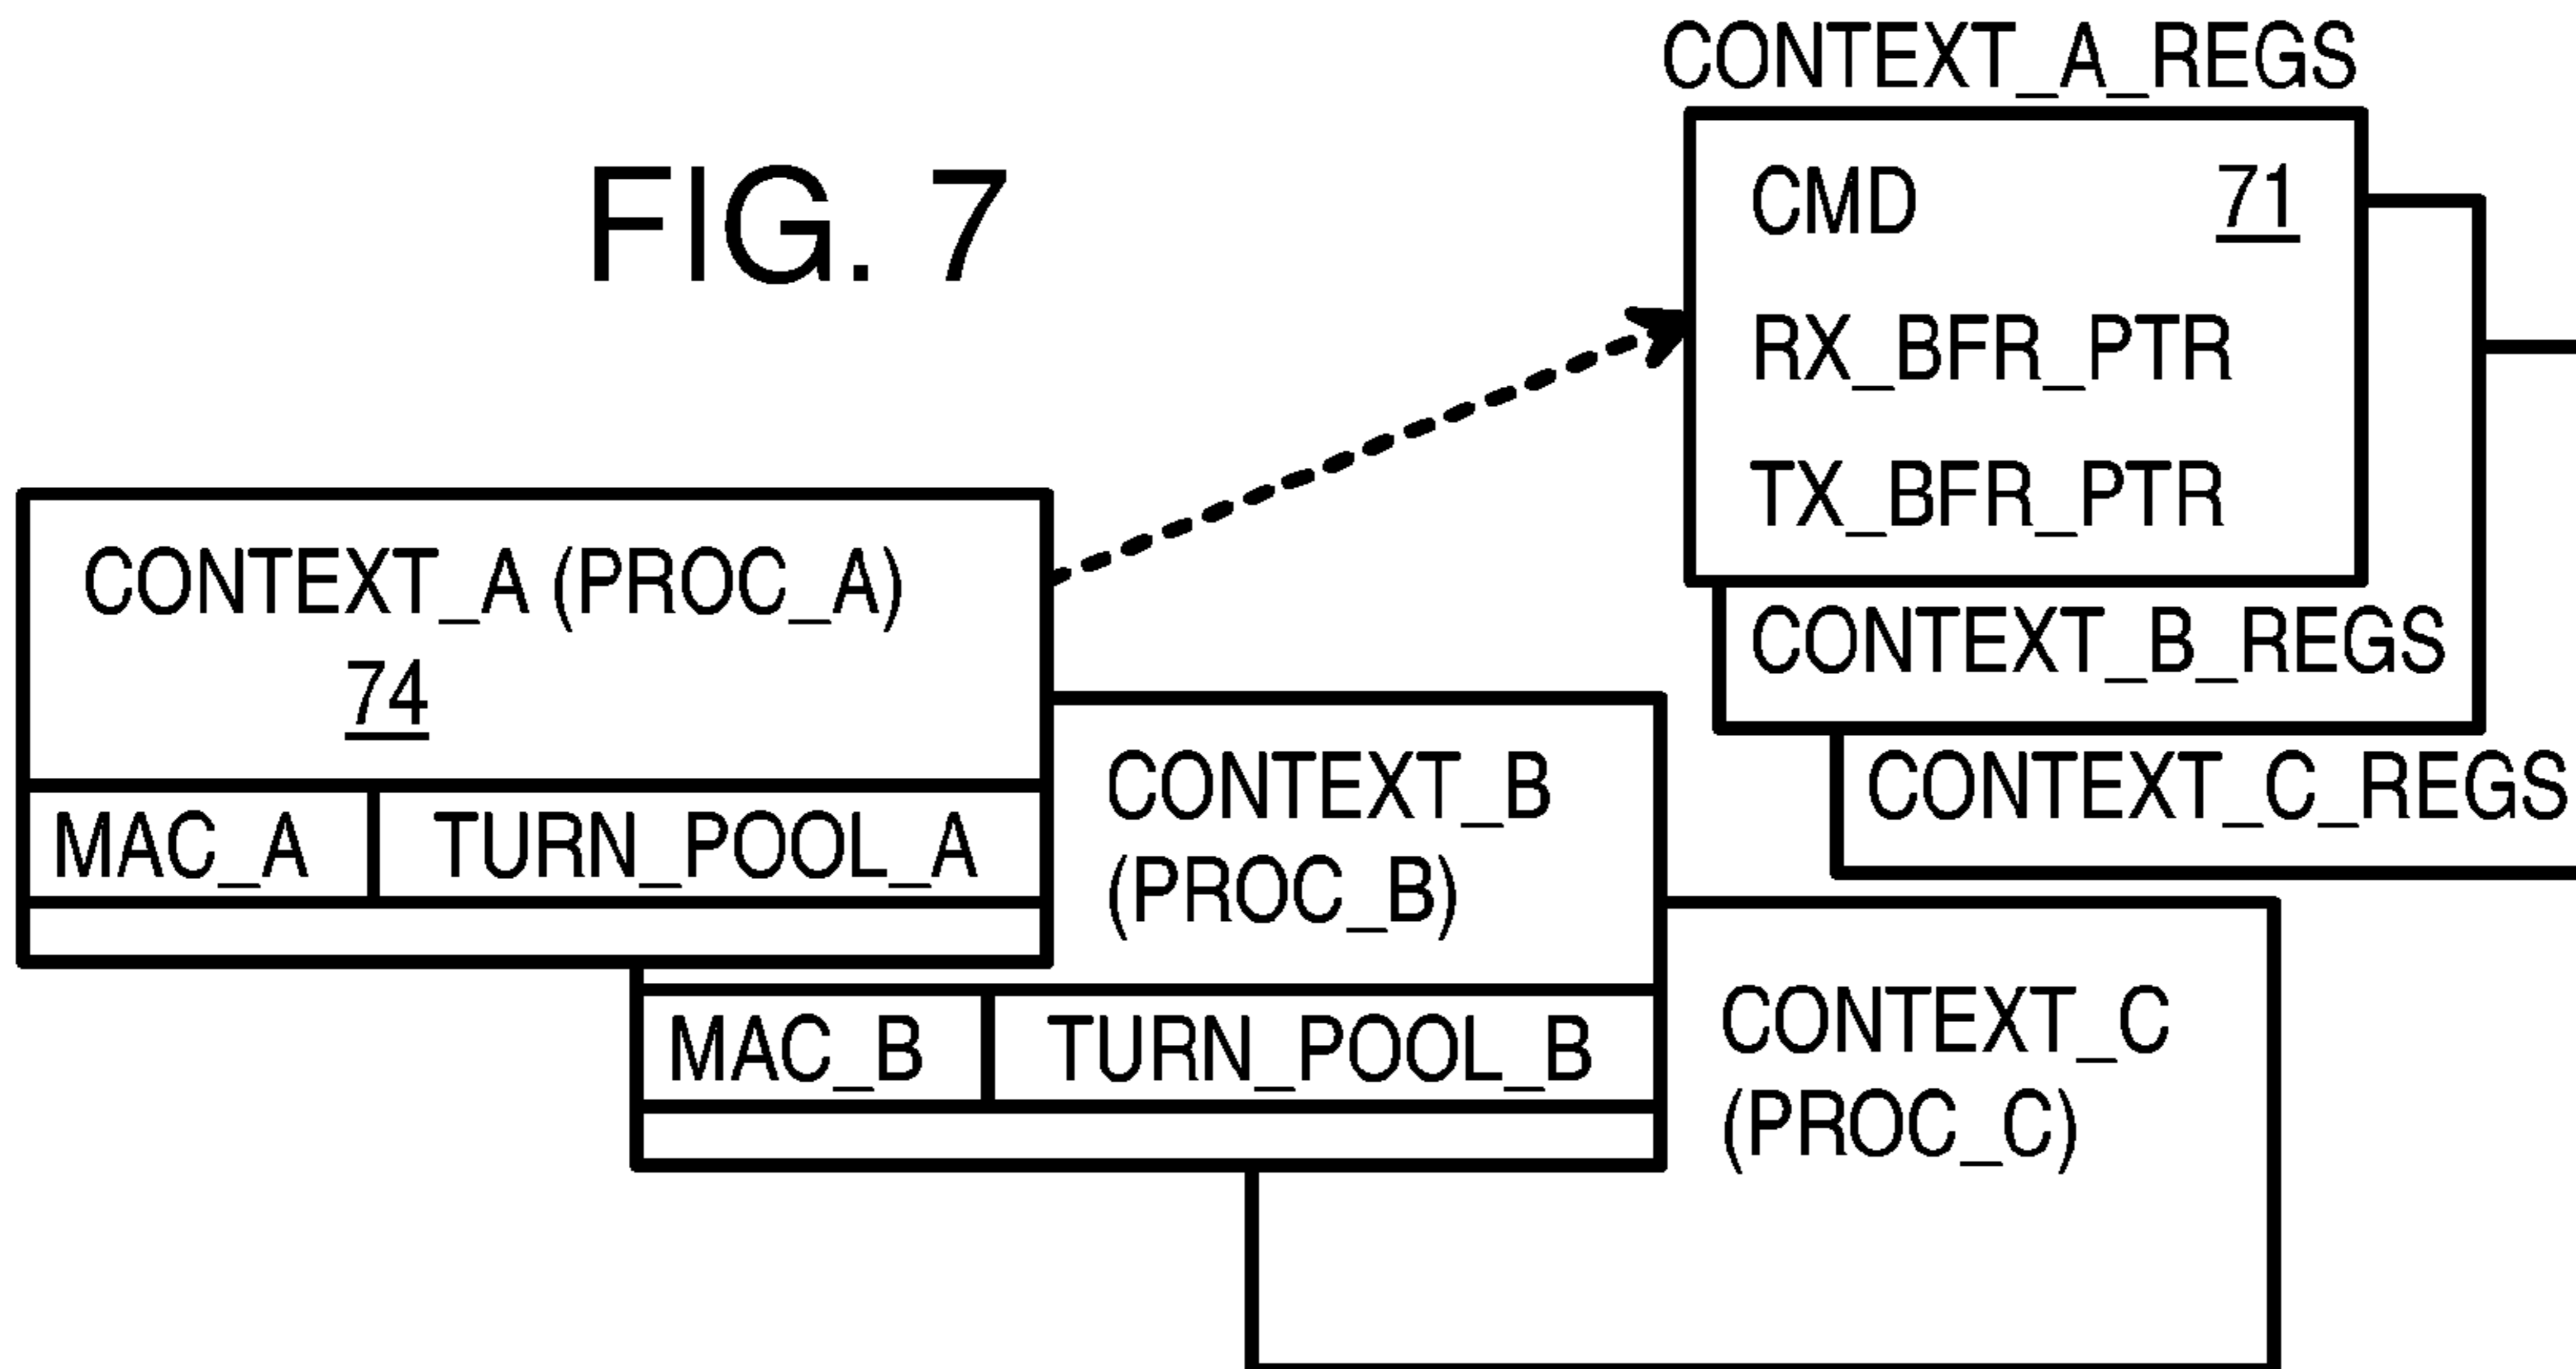 FIG. 7
CONTEXT_A_REGS
CMD 71
RX_BFR_PTR
TX_BFR_PTR
CONTEXT_B_REGS
CONTEXT_C_REGS
CONTEXT_A (PROC_A)
74
MAC_A TURN_POOL_A
CONTEXT_B
(PROC_B)
MAC_B TURN_POOL_B
CONTEXT_C
(PROC_C)